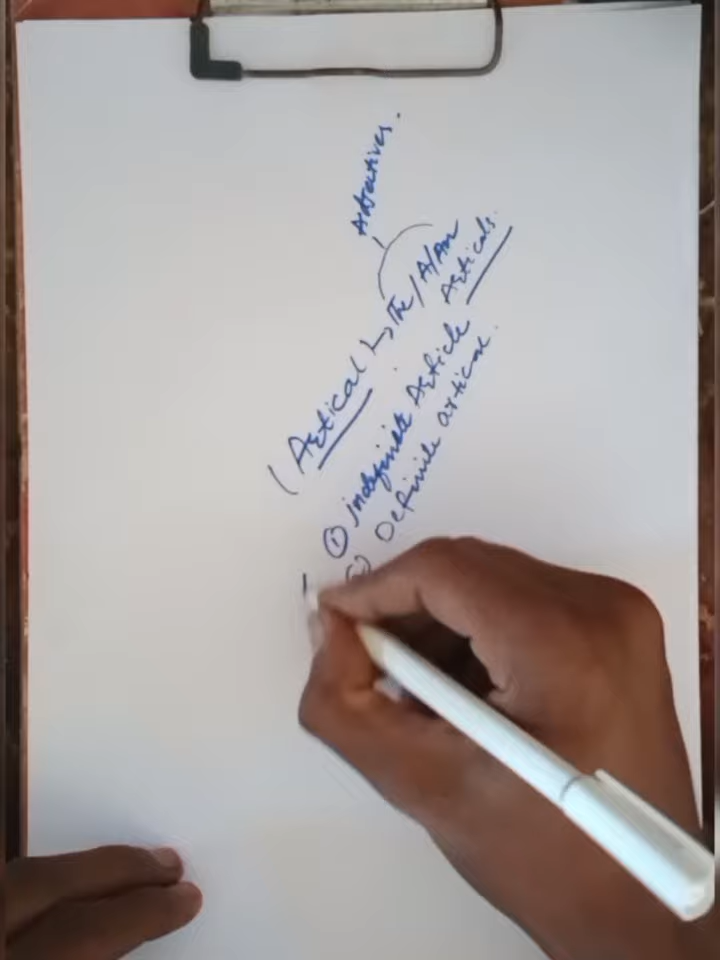 Adjectives.
(Artical) → The / A/An
Articals.
① indefinite Article
② Definite artical.